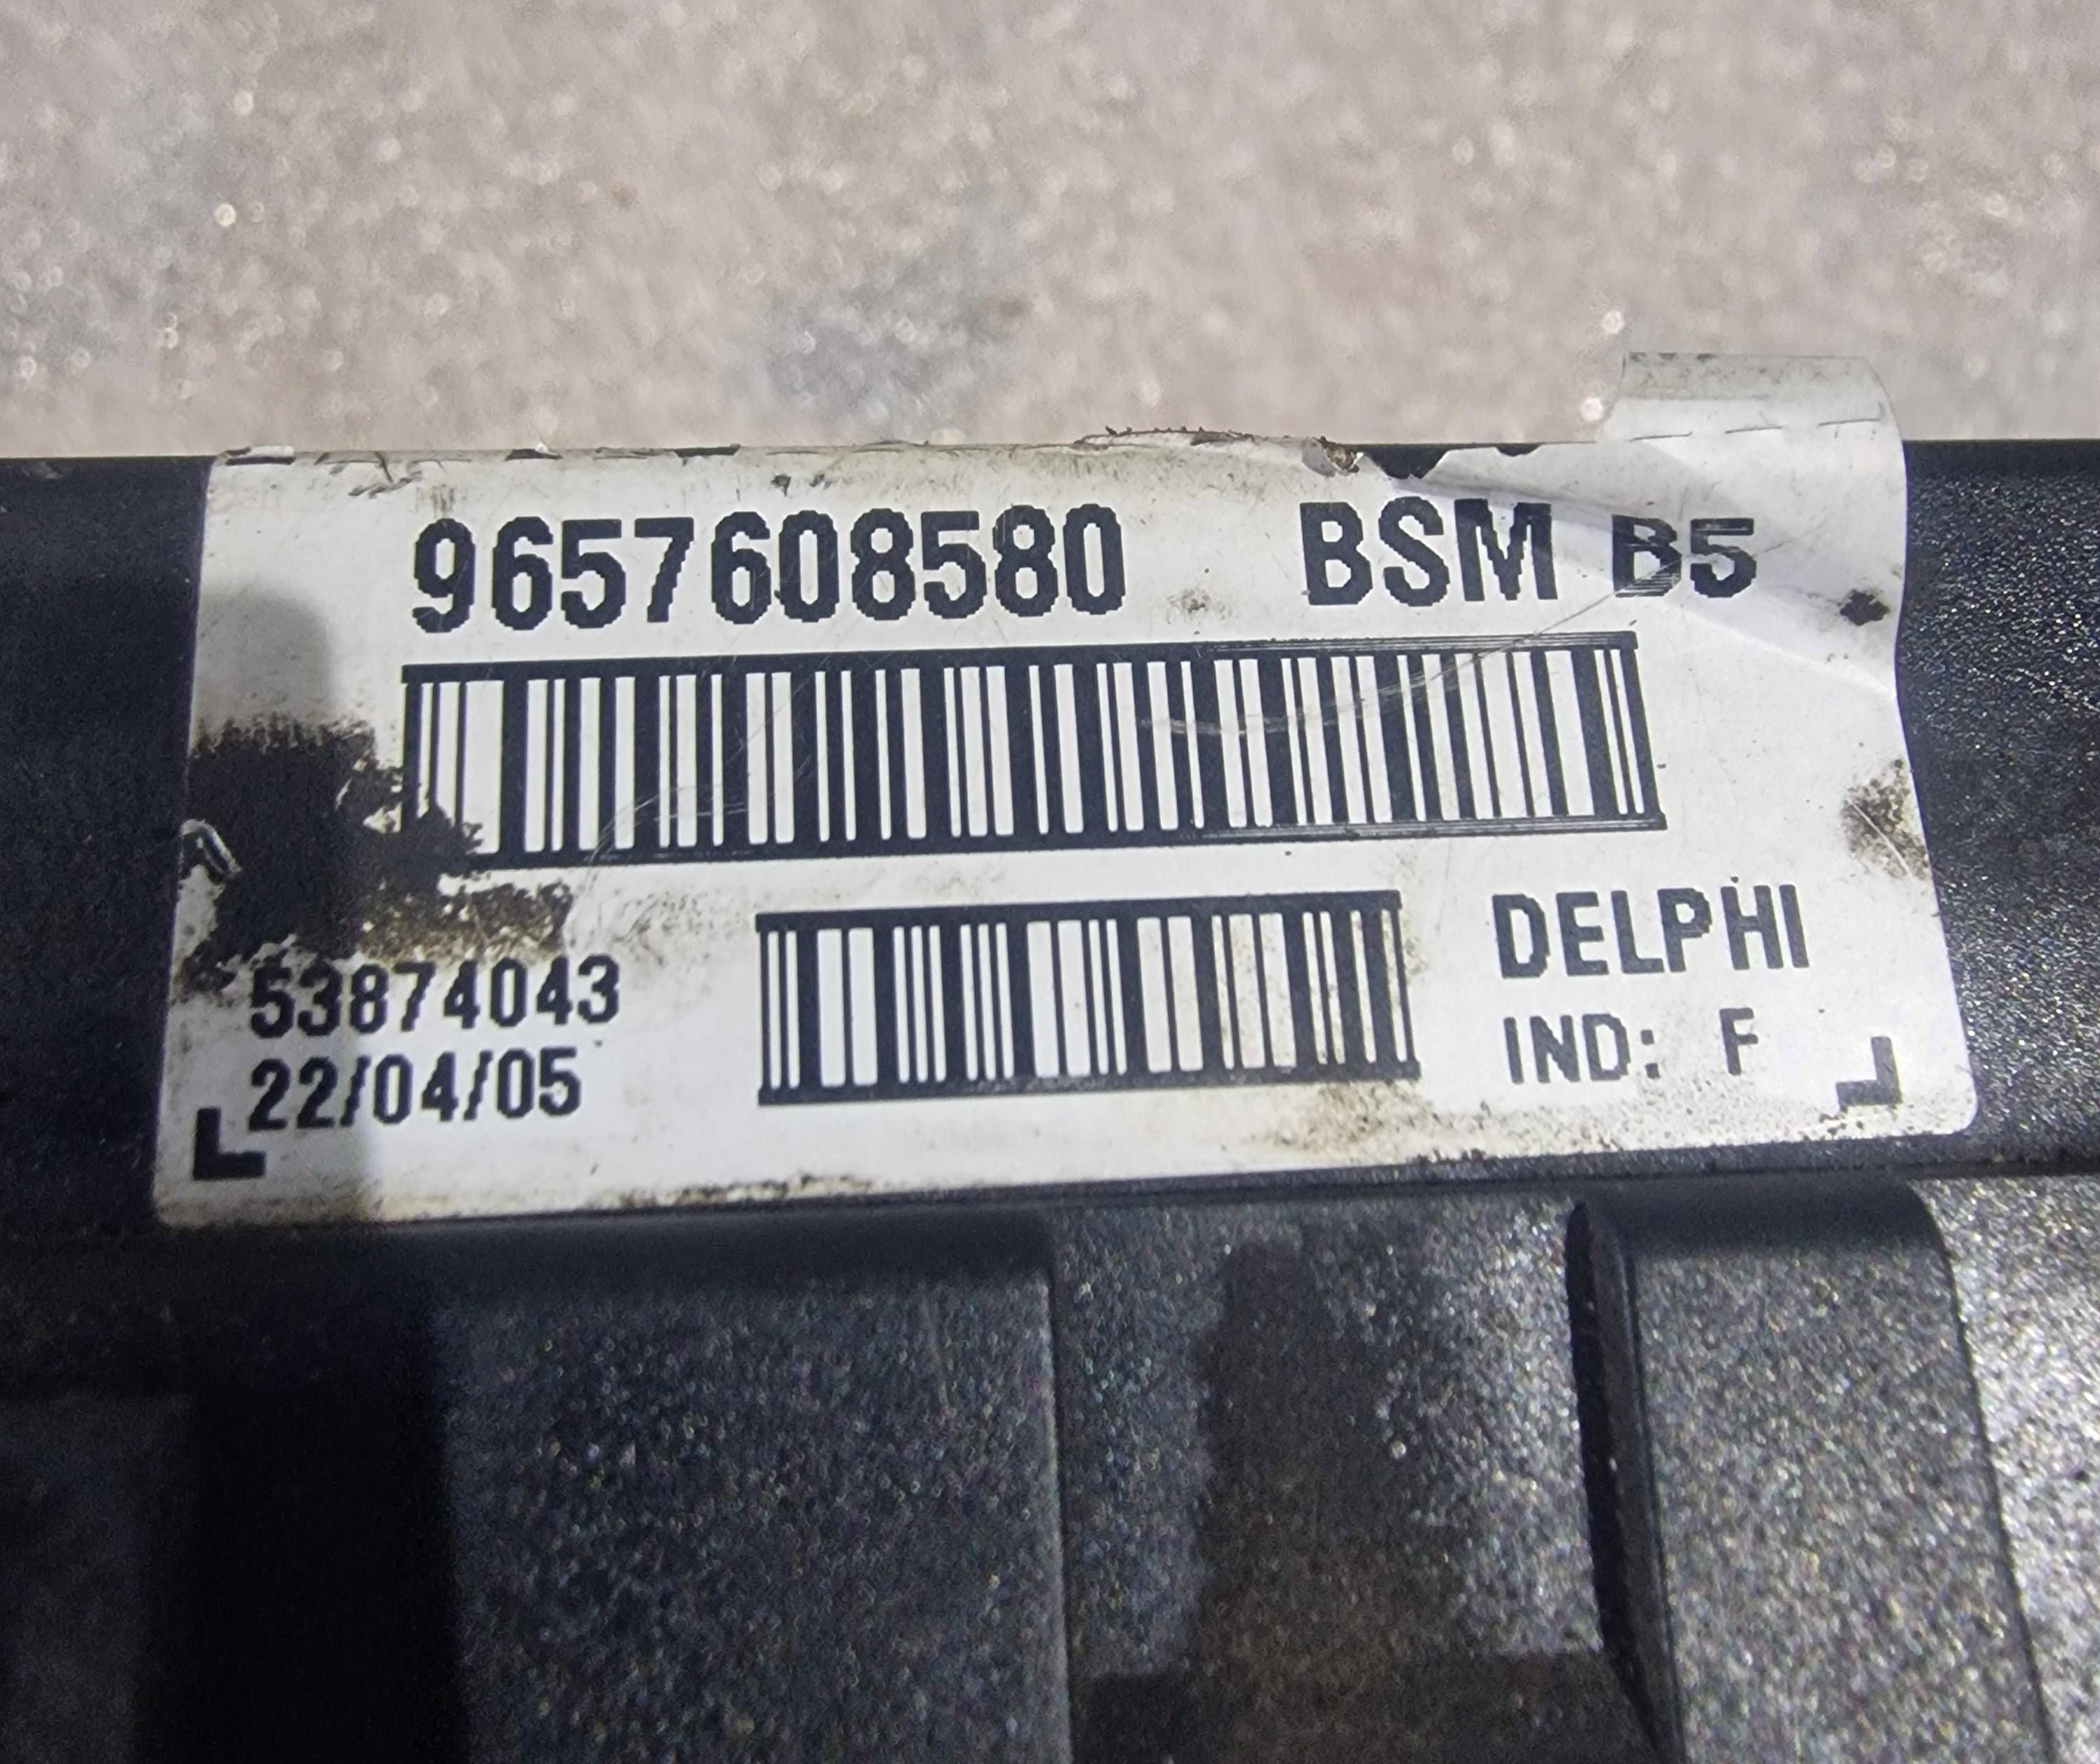 9657608580 BSM B5
DELPHI
53874043
IND: F
22/04/05